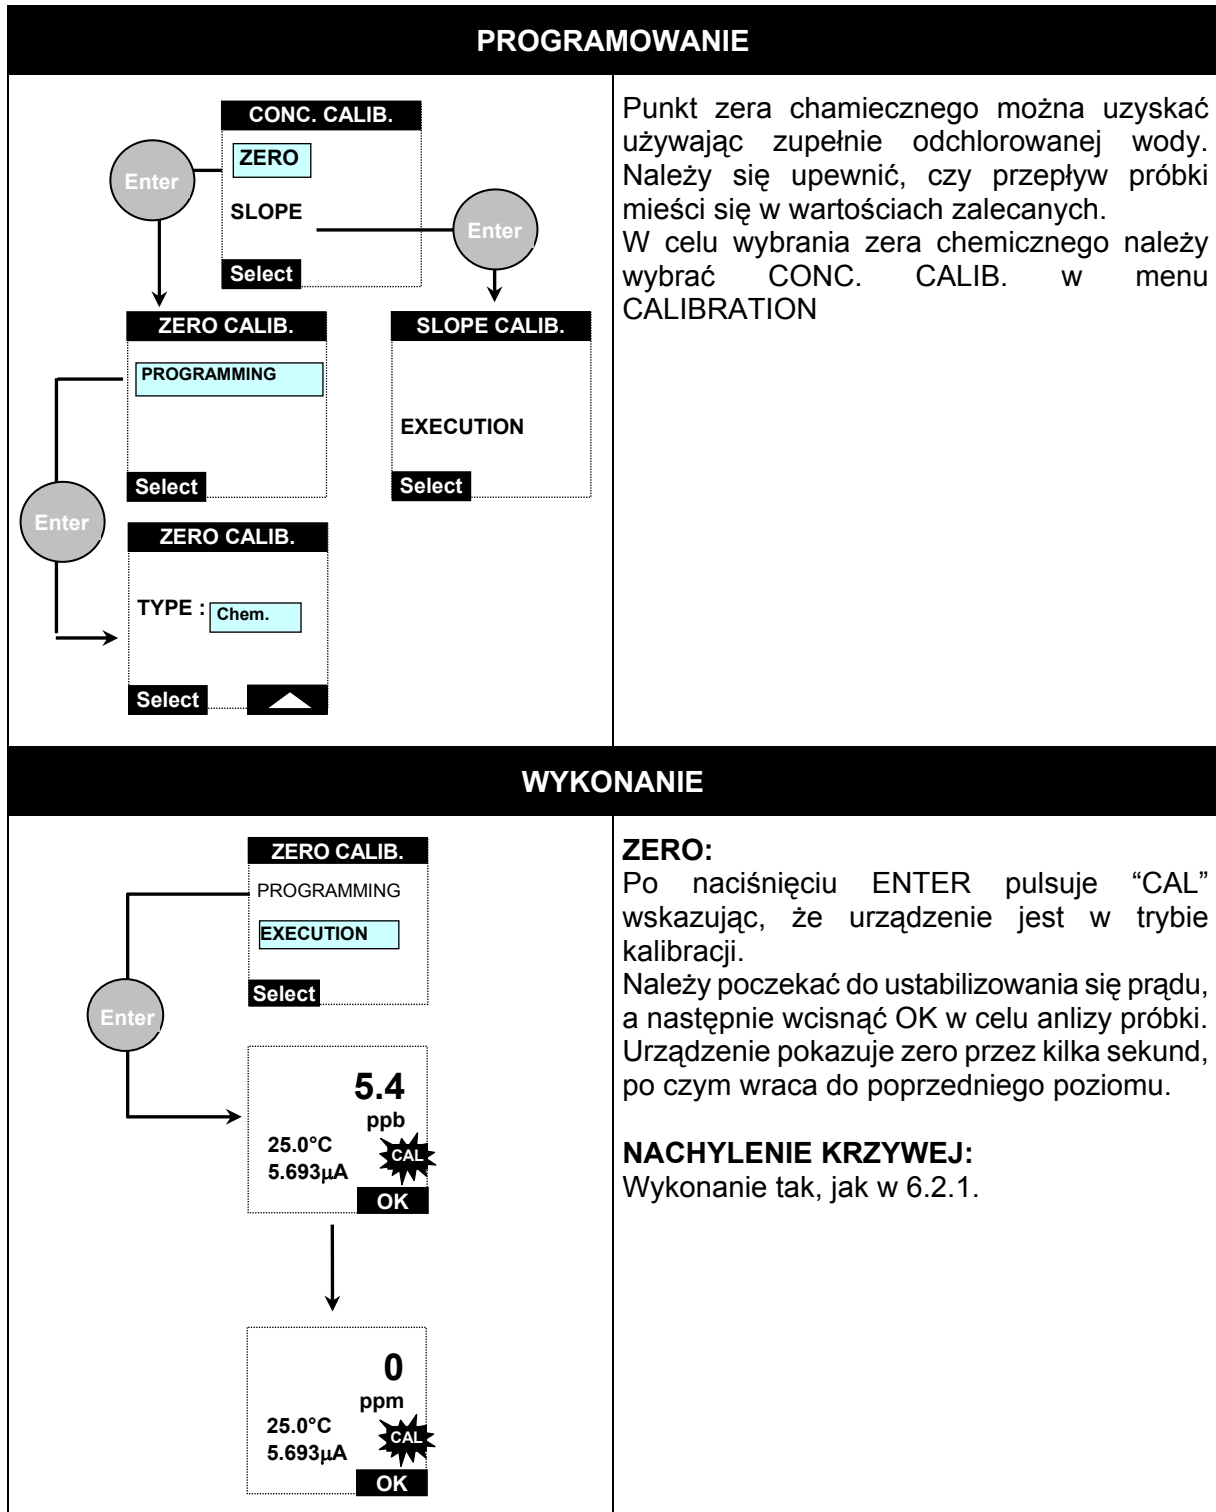 PROGRAMOWANIE
CONC. CALIB.
ZERO
Enter
SLOPE
Enter
Select
ZERO CALIB.
PROGRAMMING
Select
SLOPE CALIB.
EXECUTION
Select
Enter
ZERO CALIB.
TYPE : Chem.
Select
Punkt zera chamiecznego można uzyskać
używając zupełnie odchlorowanej wody.
Należy się upewnić, czy przepływ próbki
mieści się w wartościach zalecanych.
W celu wybrania zera chemicznego należy
wybrać CONC. CALIB. w menu
CALIBRATION
WYKONANIE
ZERO CALIB.
PROGRAMMING
EXECUTION
Select
Enter
5.4
ppb
25.0°C
5.693µA
CAL
OK
0
ppm
25.0°C
5.693µA
CAL
OK
ZERO:
Po naciśnięciu ENTER pulsuje “CAL”
wskazując, że urządzenie jest w trybie
kalibracji.
Należy poczekać do ustabilizowania się prądu,
a następnie wcisnąć OK w celu anlizy próbki.
Urządzenie pokazuje zero przez kilka sekund,
po czym wraca do poprzedniego poziomu.
NACHYLENIE KRZYWEJ:
Wykonanie tak, jak w 6.2.1.